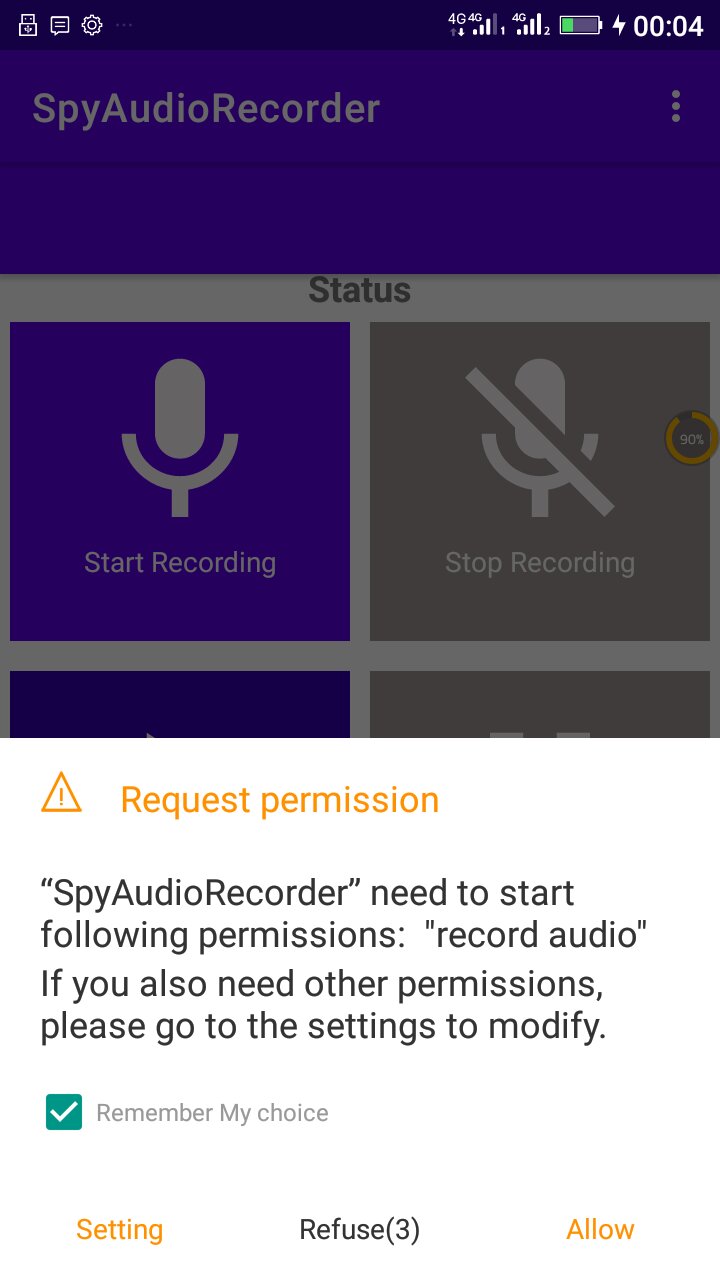 4G 4G 1 4G 2 00:04
SpyAudioRecorder
Status
90%
Start Recording
Stop Recording
Request permission
“SpyAudioRecorder” need to start
following permissions:  "record audio"
If you also need other permissions,
please go to the settings to modify.
Remember My choice
Setting
Refuse(3)
Allow